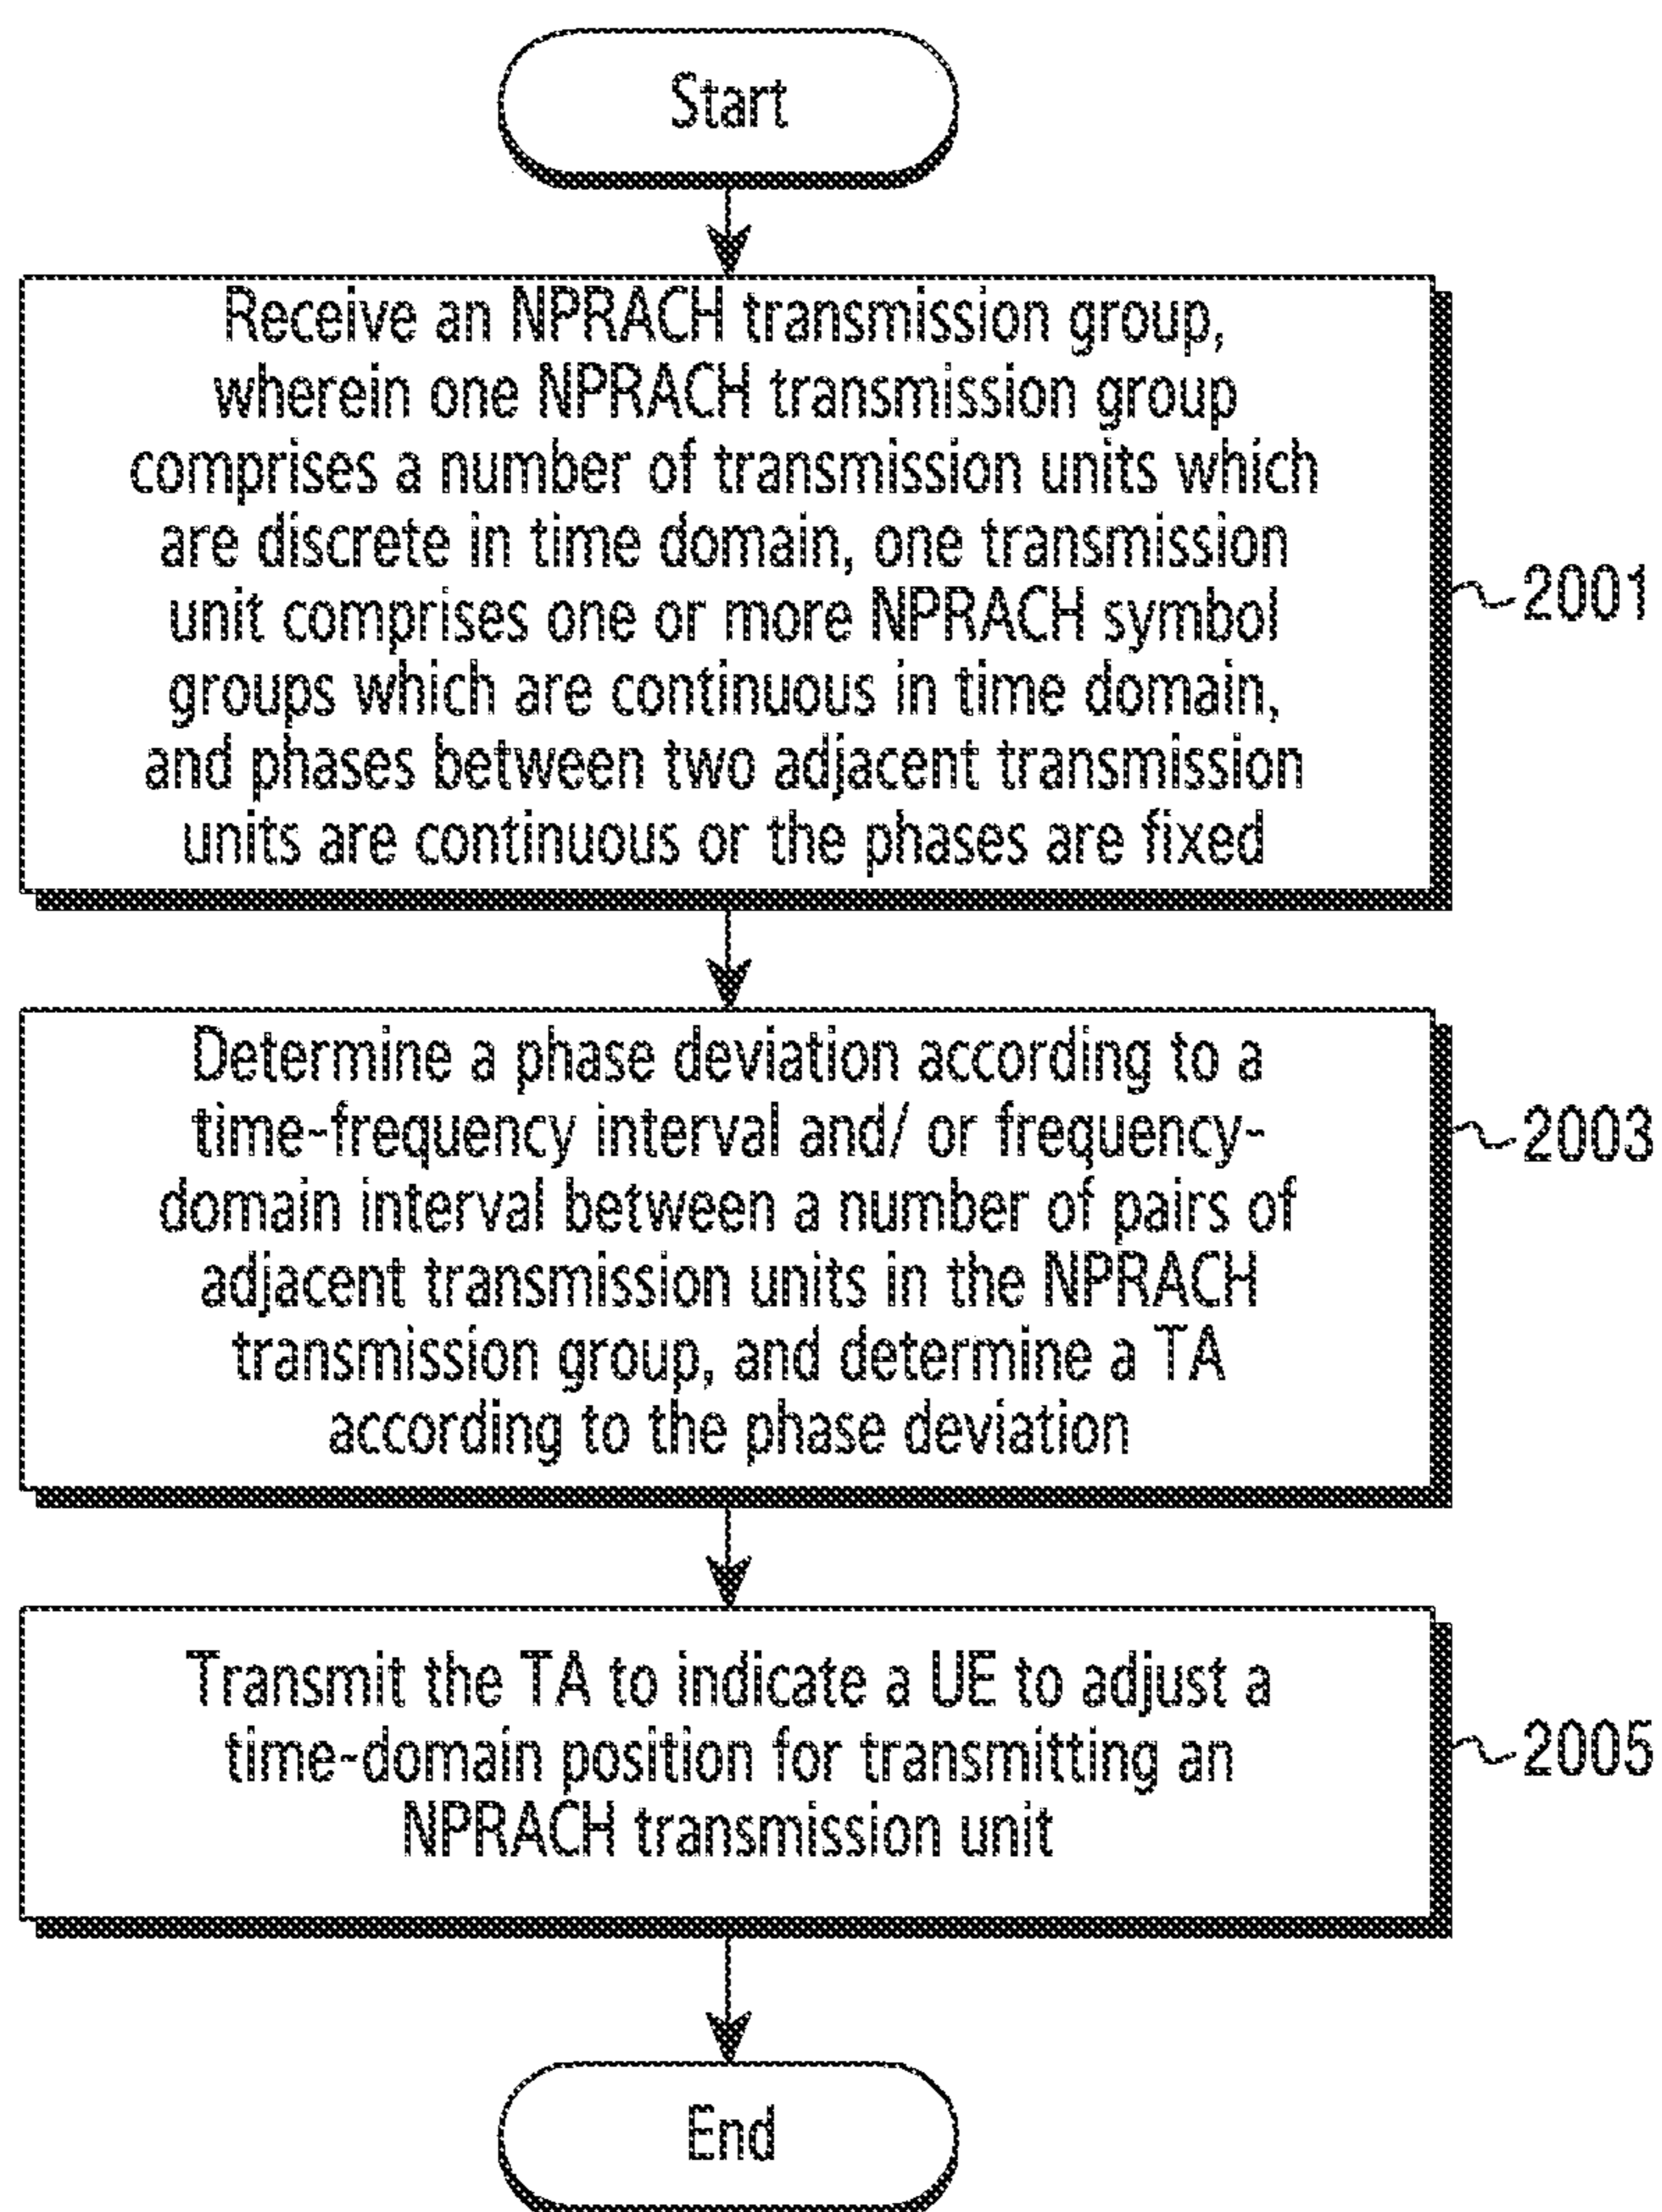 Start
Receive an NPRACH transmission group,
wherein one NPRACH transmission group
comprises a number of transmission units which
are discrete in time domain, one transmission
unit comprises one or more NPRACH symbol
groups which are continuous in time domain,
and phases between two adjacent transmission
units are continuous or the phases are fixed
2001
Determine a phase deviation according to a
time-frequency interval and/ or frequency-
domain interval between a number of pairs of
adjacent transmission units in the NPRACH
transmission group, and determine a TA
according to the phase deviation
2003
Transmit the TA to indicate a UE to adjust a
time-domain position for transmitting an
NPRACH transmission unit
2005
End